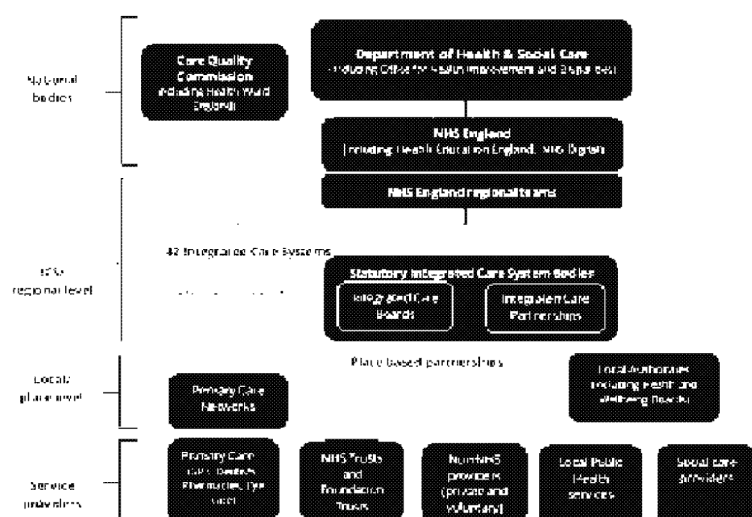 National
bodies
Care Quality
Commission
including Health Watch
England)
Department of Health & Social Care
(including Office for Health Improvement and Disparities)
NHS England
(including Health Education England, NHS Digital)
NHS England regional teams
regional level
42 Integrated Care Systems
Statutory Integrated Care System Bodies
Integrated Care
Boards
Integrated Care
Partnerships
Local/
place level
Place based partnerships
Primary Care
Networks
Local Authorities
(including Health and
Wellbeing Boards)
Service
providers
Primary Care
Dentists
Pharmacies, Eye
NHS Trusts
and
Foundation
Trusts
Non-NHS
providers
(private and
voluntary)
Local Public
Health
services
Social care
providers